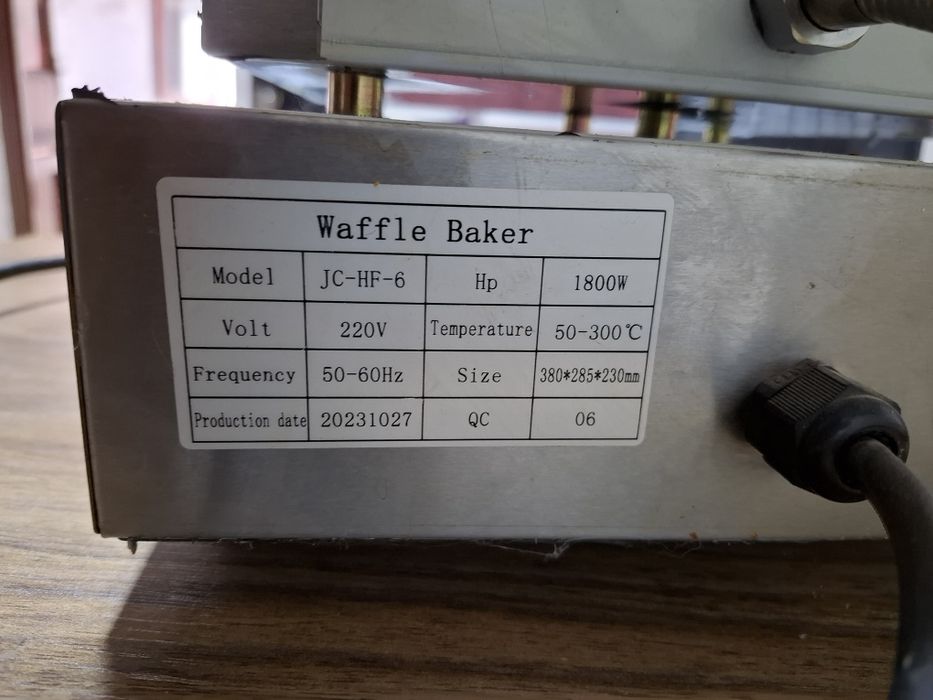 Waffle Baker
Model JC-HF-6 Hp 1800W
Volt 220V Temperature 50-300℃
Frequency 50-60Hz Size 380*285*230mm
Production date 20231027 QC 06